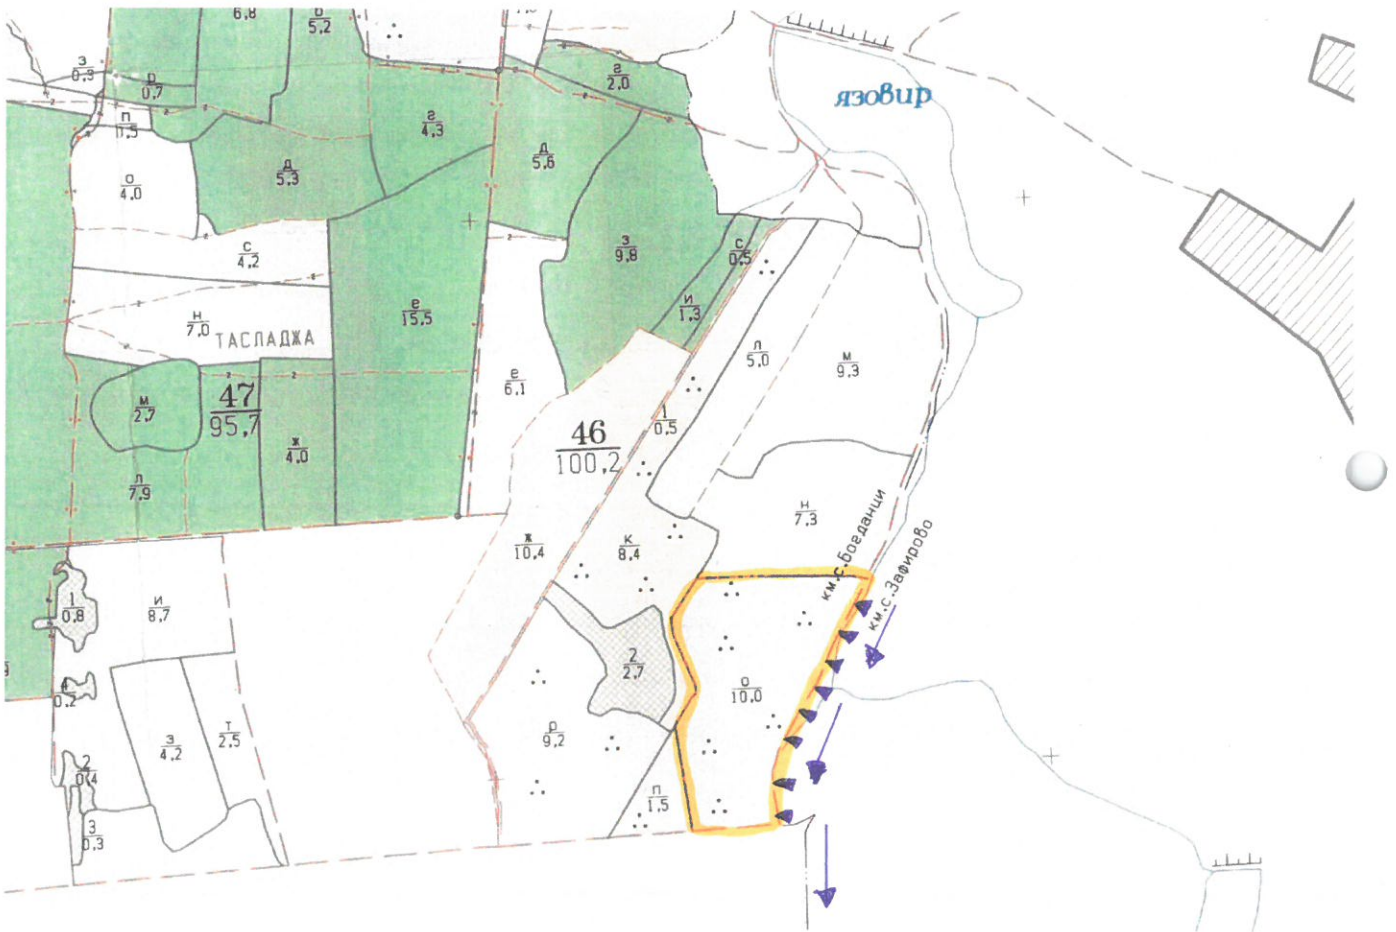 6,8
5,2
з
0,3
р
0,7
п
1,5
о
4,0
д
5,3
г
4,3
г
2,0
д
5,6
язовир
с
4,2
з
9,8
с
0,5
и
1,3
е
15,5
н
7,0
ТАСЛАДЖА
л
5,0
м
9,3
е
6,1
м
2,7
47
95,7
ж
4,0
1
0,5
46
100,2
л
7,9
н
7,3
ж
10,4
к
8,4
км.с.Богданци
км.с.Зафирово
1
0,8
и
8,7
2
2,7
4
0,2
о
10,0
з
4,2
т
2,5
р
9,2
2
0,4
п
1,5
3
0,3